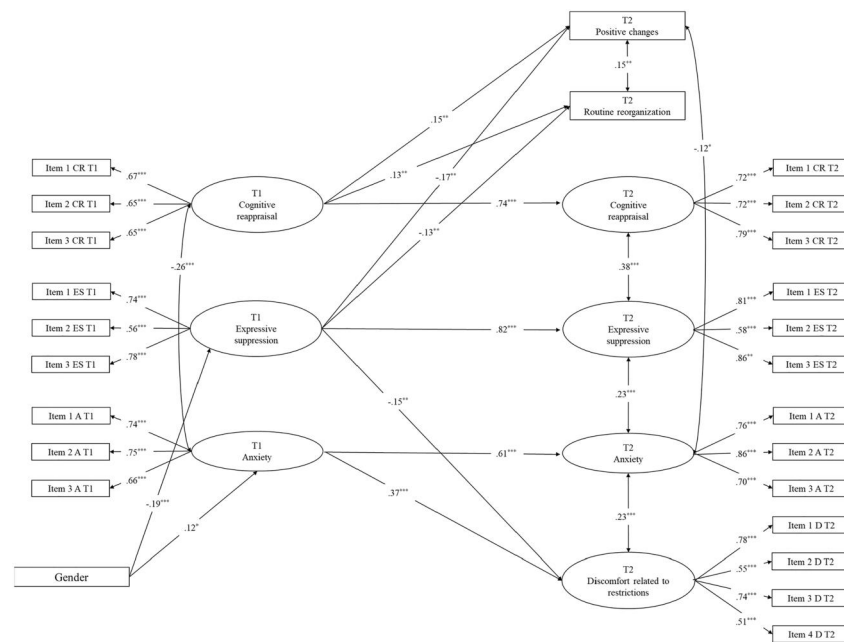 T2
Positive changes
.15**
T2
Routine reorganization
.15**
-.12*
.13**
-.17**
-.13**
Item 1 CR T1
Item 2 CR T1
Item 3 CR T1
.67***
.65***
.65***
T1
Cognitive
reappraisal
.74***
T2
Cognitive
reappraisal
.72***
.72***
.79***
Item 1 CR T2
Item 2 CR T2
Item 3 CR T2
-.26***
.38***
Item 1 ES T1
Item 2 ES T1
Item 3 ES T1
.74***
.56***
.78***
T1
Expressive
suppression
.82***
T2
Expressive
suppression
.81***
.58***
.86**
Item 1 ES T2
Item 2 ES T2
Item 3 ES T2
-.15**
.23***
Item 1 A T1
Item 2 A T1
Item 3 A T1
.74***
.75***
.66***
T1
Anxiety
.61***
T2
Anxiety
.76***
.86***
.70***
Item 1 A T2
Item 2 A T2
Item 3 A T2
-.19***
.12*
.37***
.23***
Gender
T2
Discomfort related to
restrictions
.78***
.55***
.74***
.51***
Item 1 D T2
Item 2 D T2
Item 3 D T2
Item 4 D T2